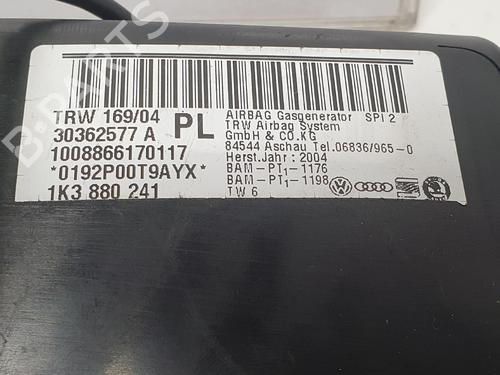 TRW 169/04
30362577 A PL
1008866170117
*0192P00T9AYX*
1K3 880 241
AIRBAG Gasgenerator SPI 2
TRW Airbag System
GmbH & CO.KG
84544 Aschau Tel.06836/965-0
Herst.Jahr : 2004
BAM-PT1-1176
BAM-PT1-1198
TW 6
B-PARTS